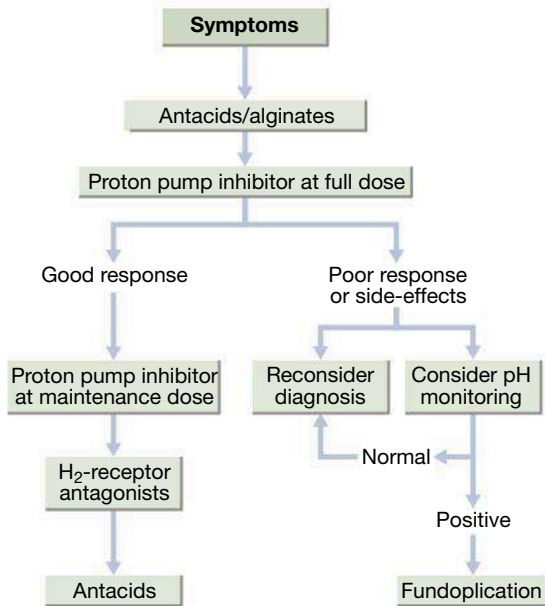 Symptoms
Antacids/alginates
Proton pump inhibitor at full dose
Good response
Poor response
or side-effects
Proton pump inhibitor
at maintenance dose
Reconsider
diagnosis
Consider pH
monitoring
Normal
H₂-receptor
antagonists
Positive
Antacids
Fundoplication